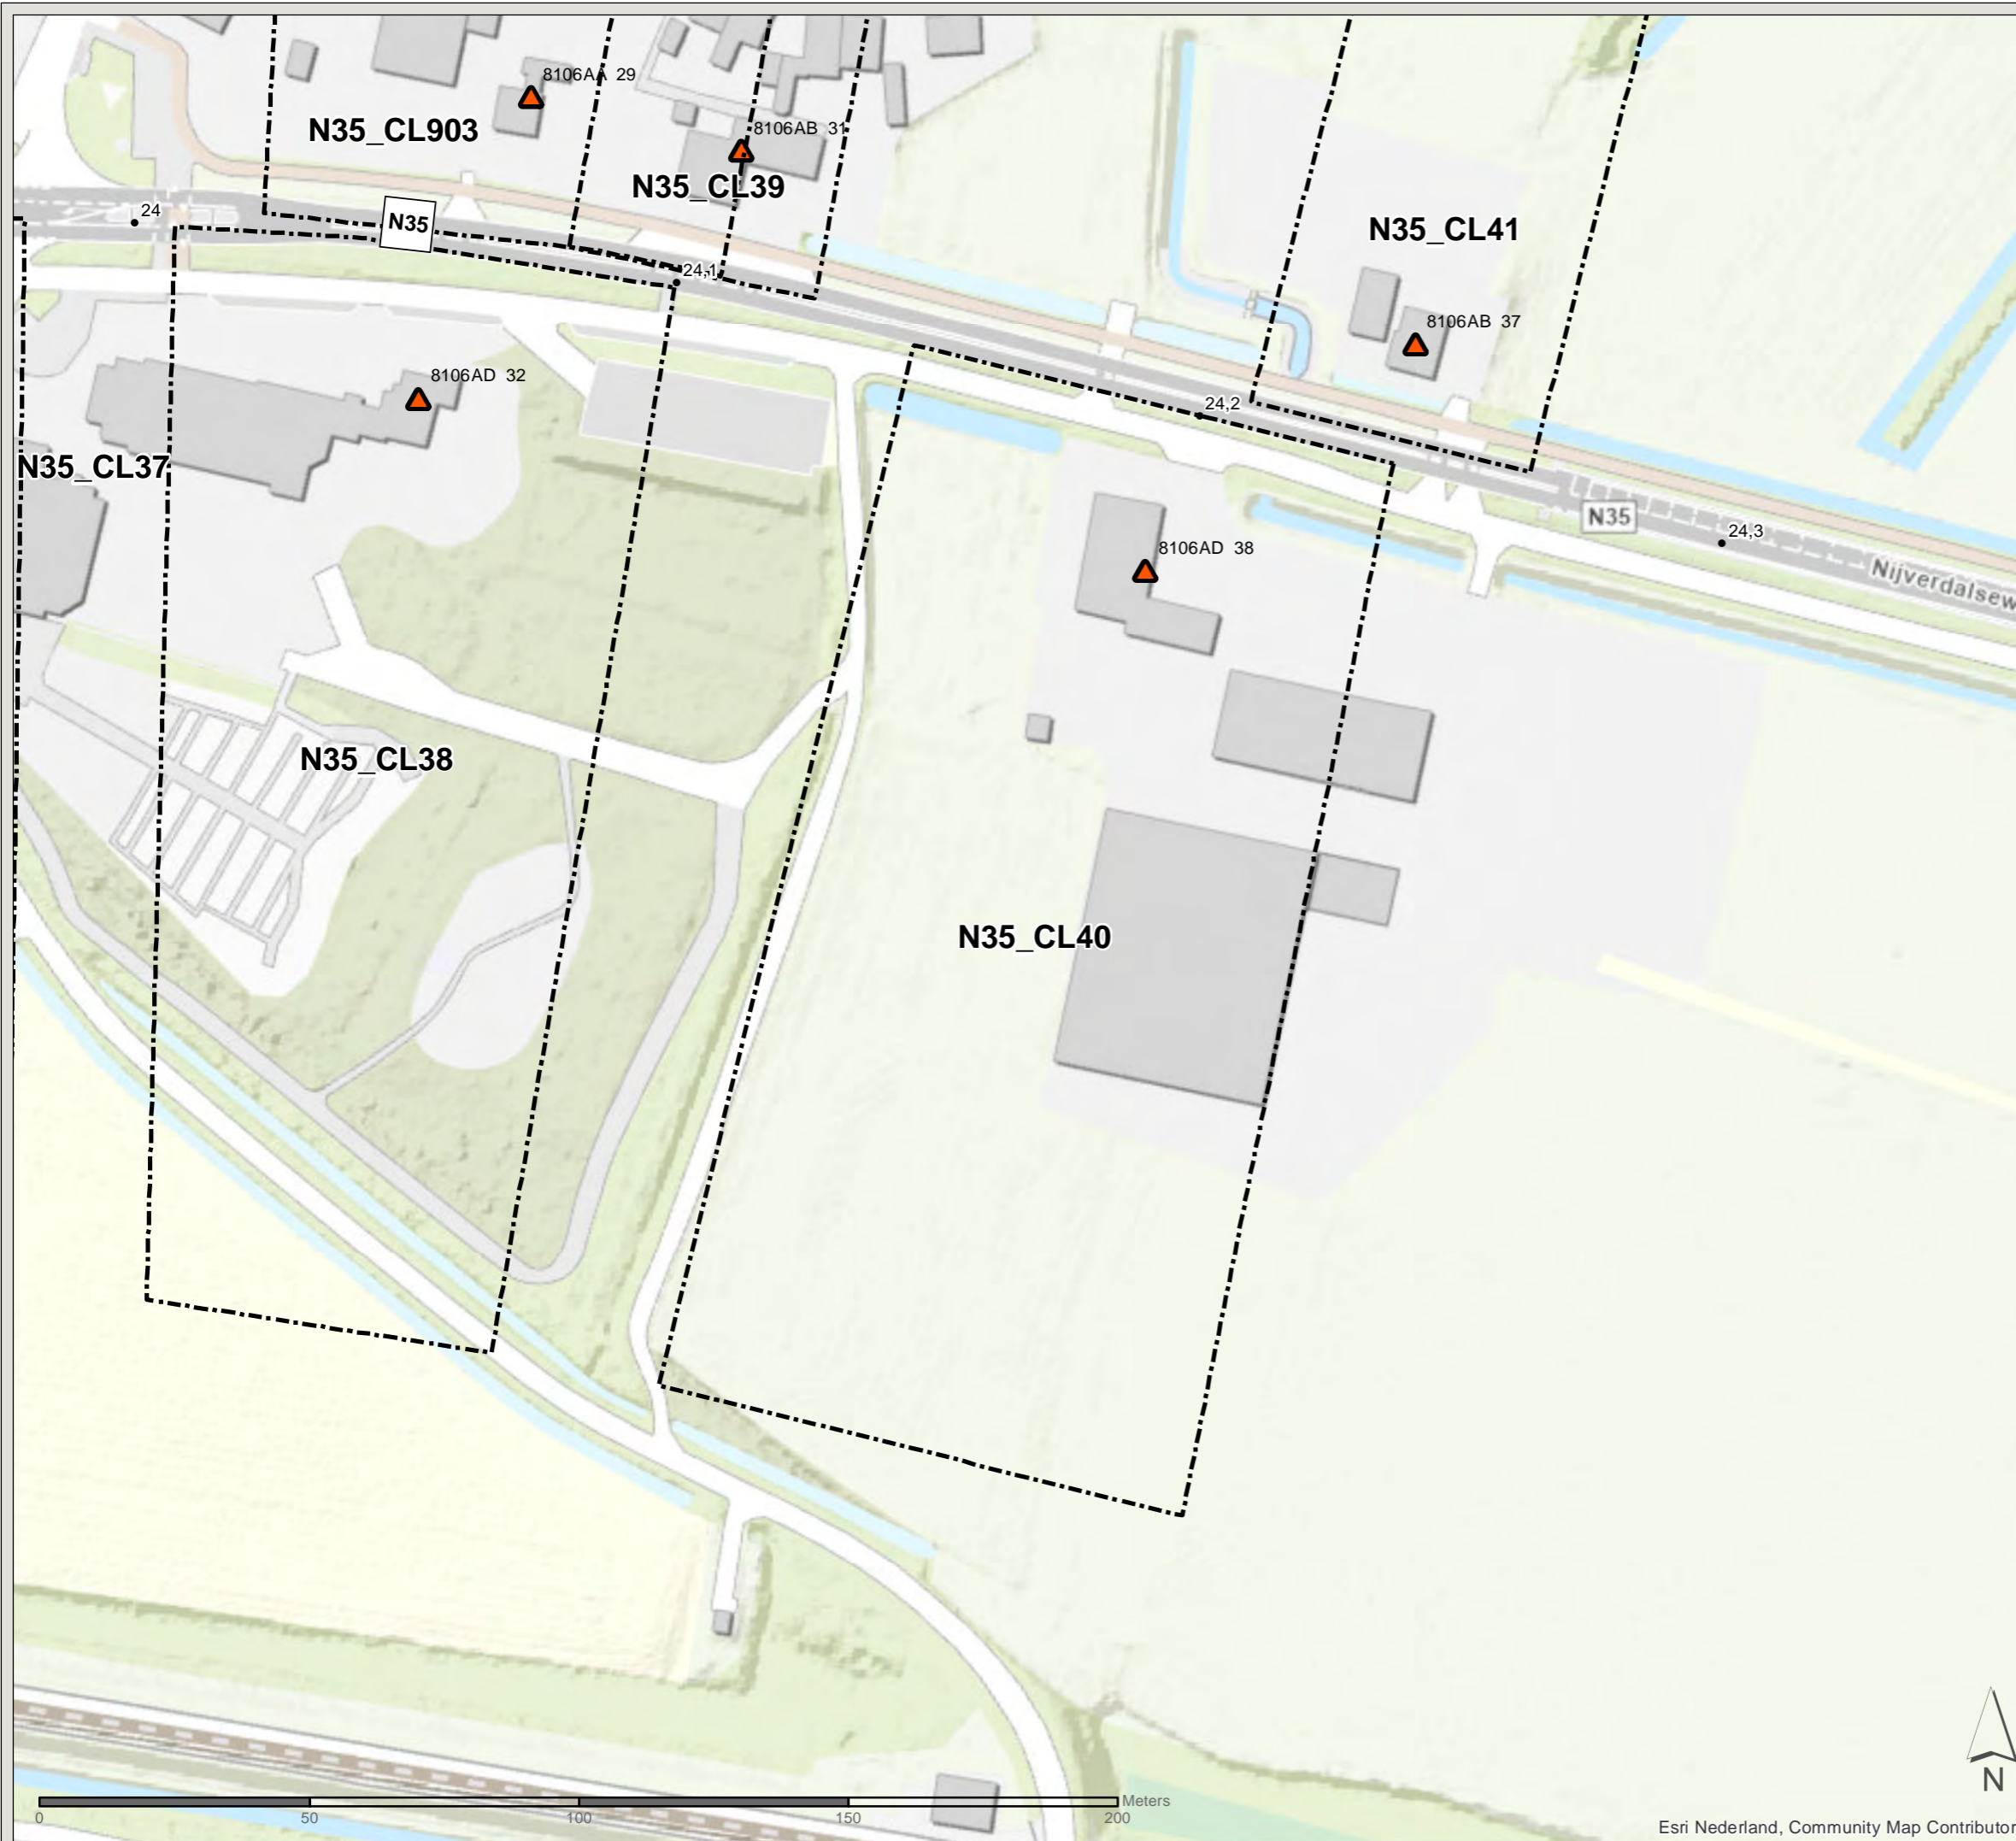 8106AA 29
N35_CL903
8106AB 31
N35_CL39
24
N35
N35_CL41
24,1
8106AB 37
8106AD 32
24,2
N35_CL37
N35
24,3
8106AD 38
Nijverdalsew
N35_CL38
N35_CL40
N
Meters
0 50 100 150 200
Esri Nederland, Community Map Contributor